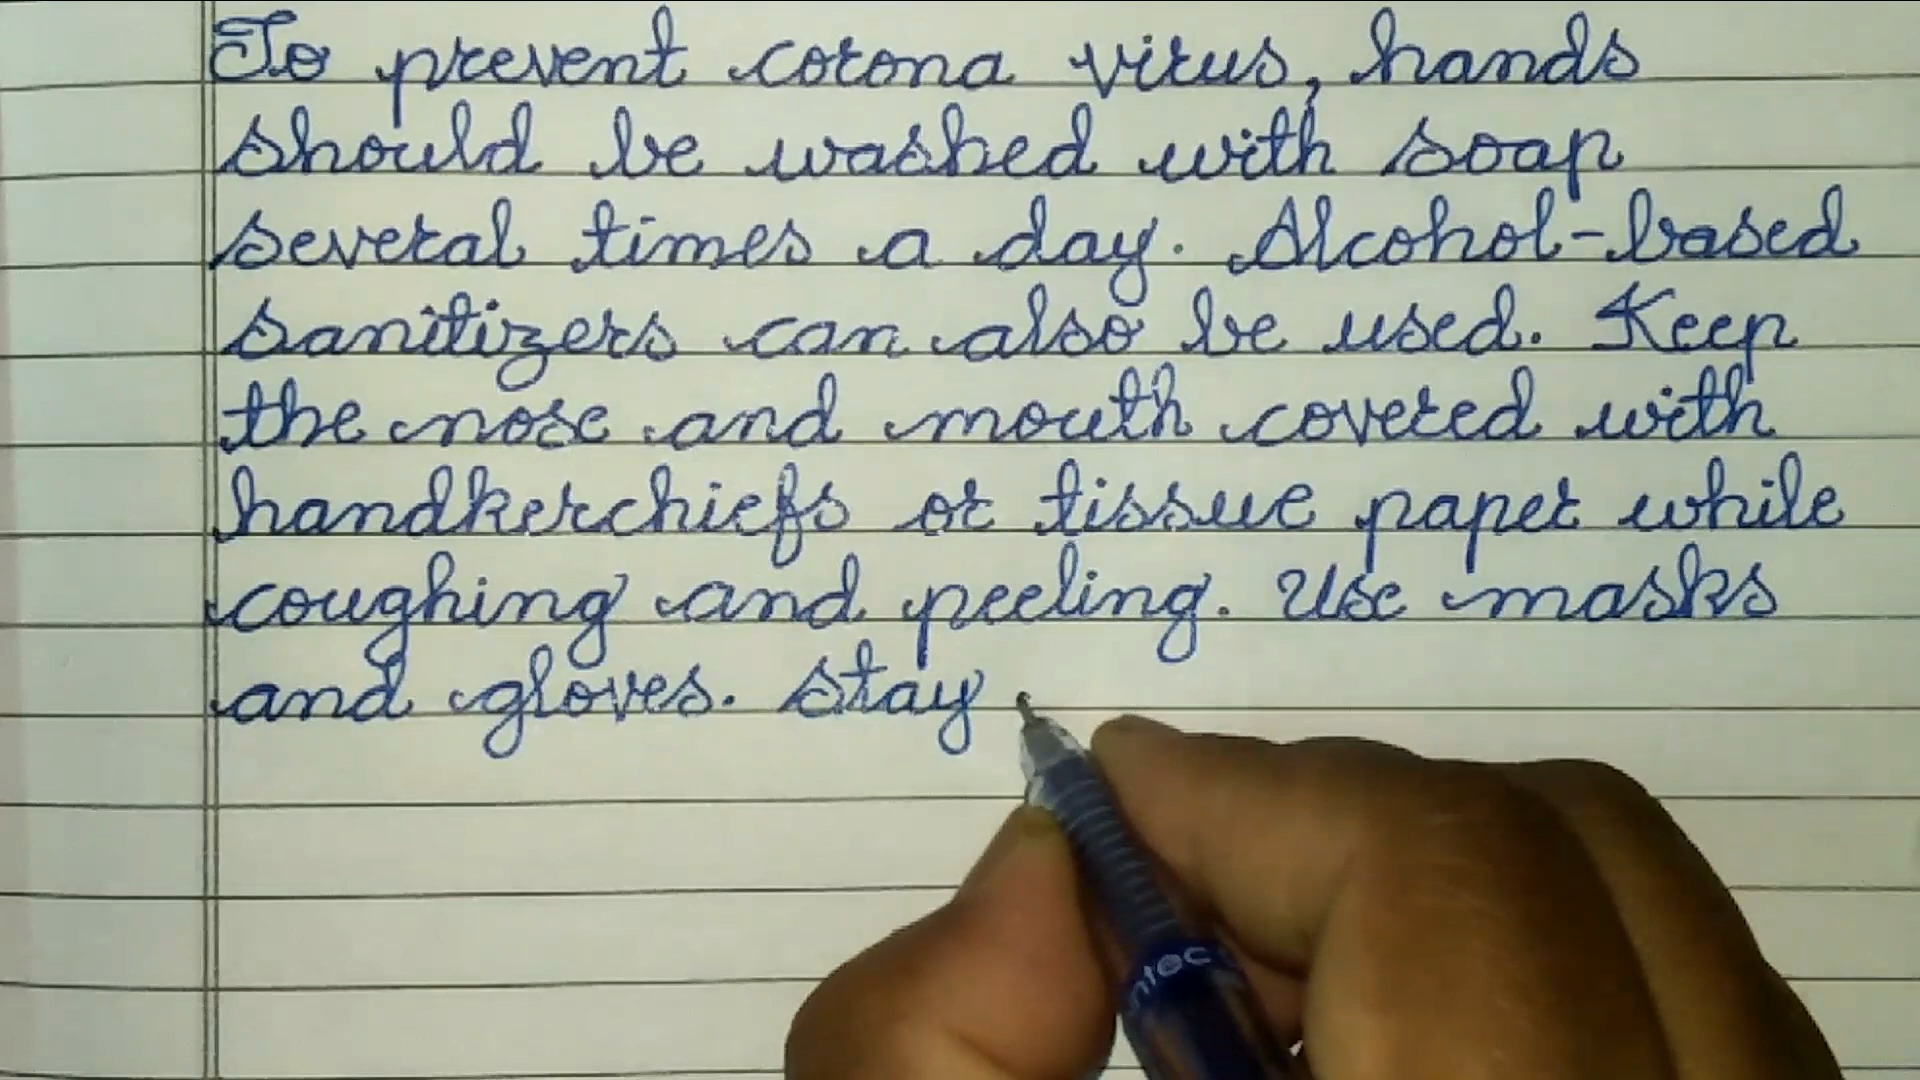 To prevent corona virus, hands
should be washed with soap
several times a day. Alcohol-based
sanitizers can also be used. Keep
the nose and mouth covered with
handkerchiefs or tissue paper while
coughing and peeling. Use masks
and gloves. Stay